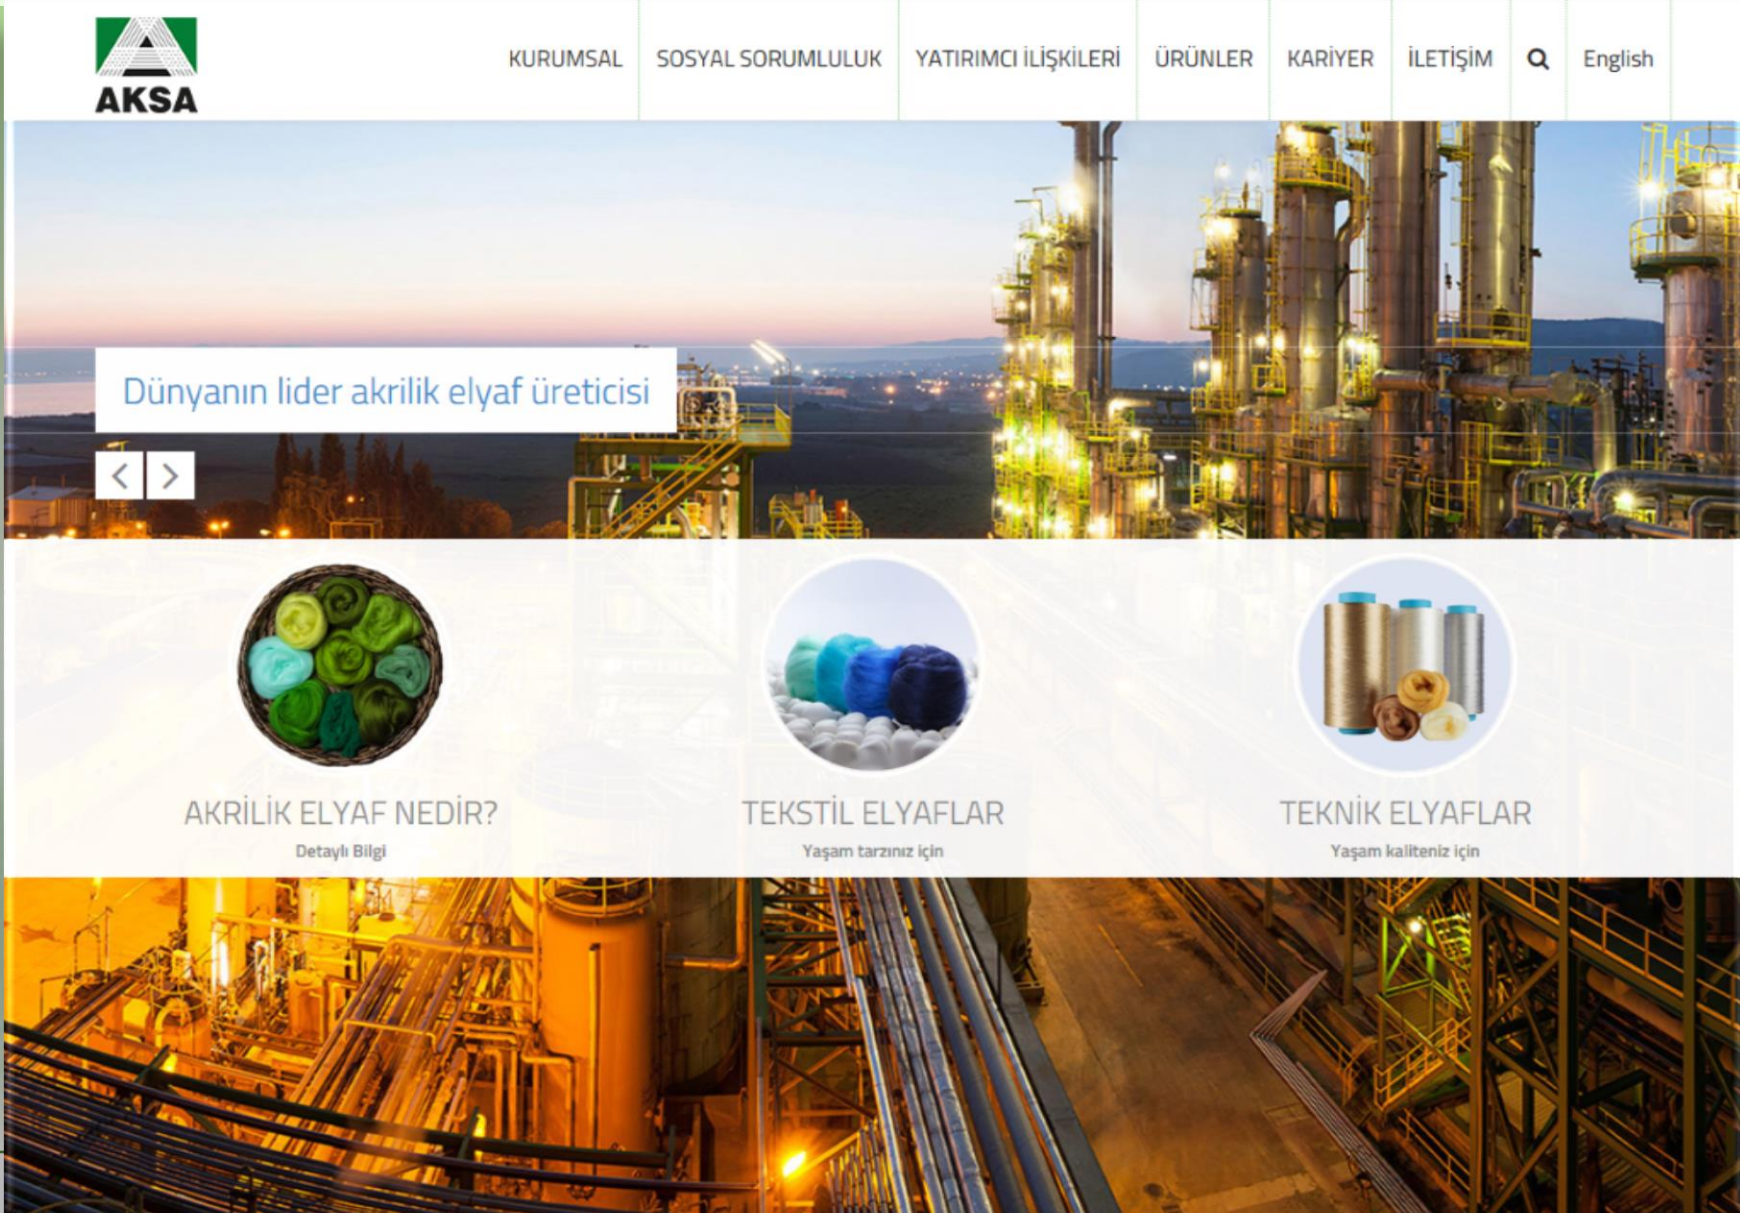 AKSA
KURUMSAL
SOSYAL SORUMLULUK
YATIRIMCI İLİŞKİLERİ
ÜRÜNLER
KARİYER
İLETİŞİM
English
Dünyanın lider akrilik elyaf üreticisi
AKRİLİK ELYAF NEDİR?
Detaylı Bilgi
TEKSTİL ELYAFLAR
Yaşam tarzınız için
TEKNİK ELYAFLAR
Yaşam kaliteniz için